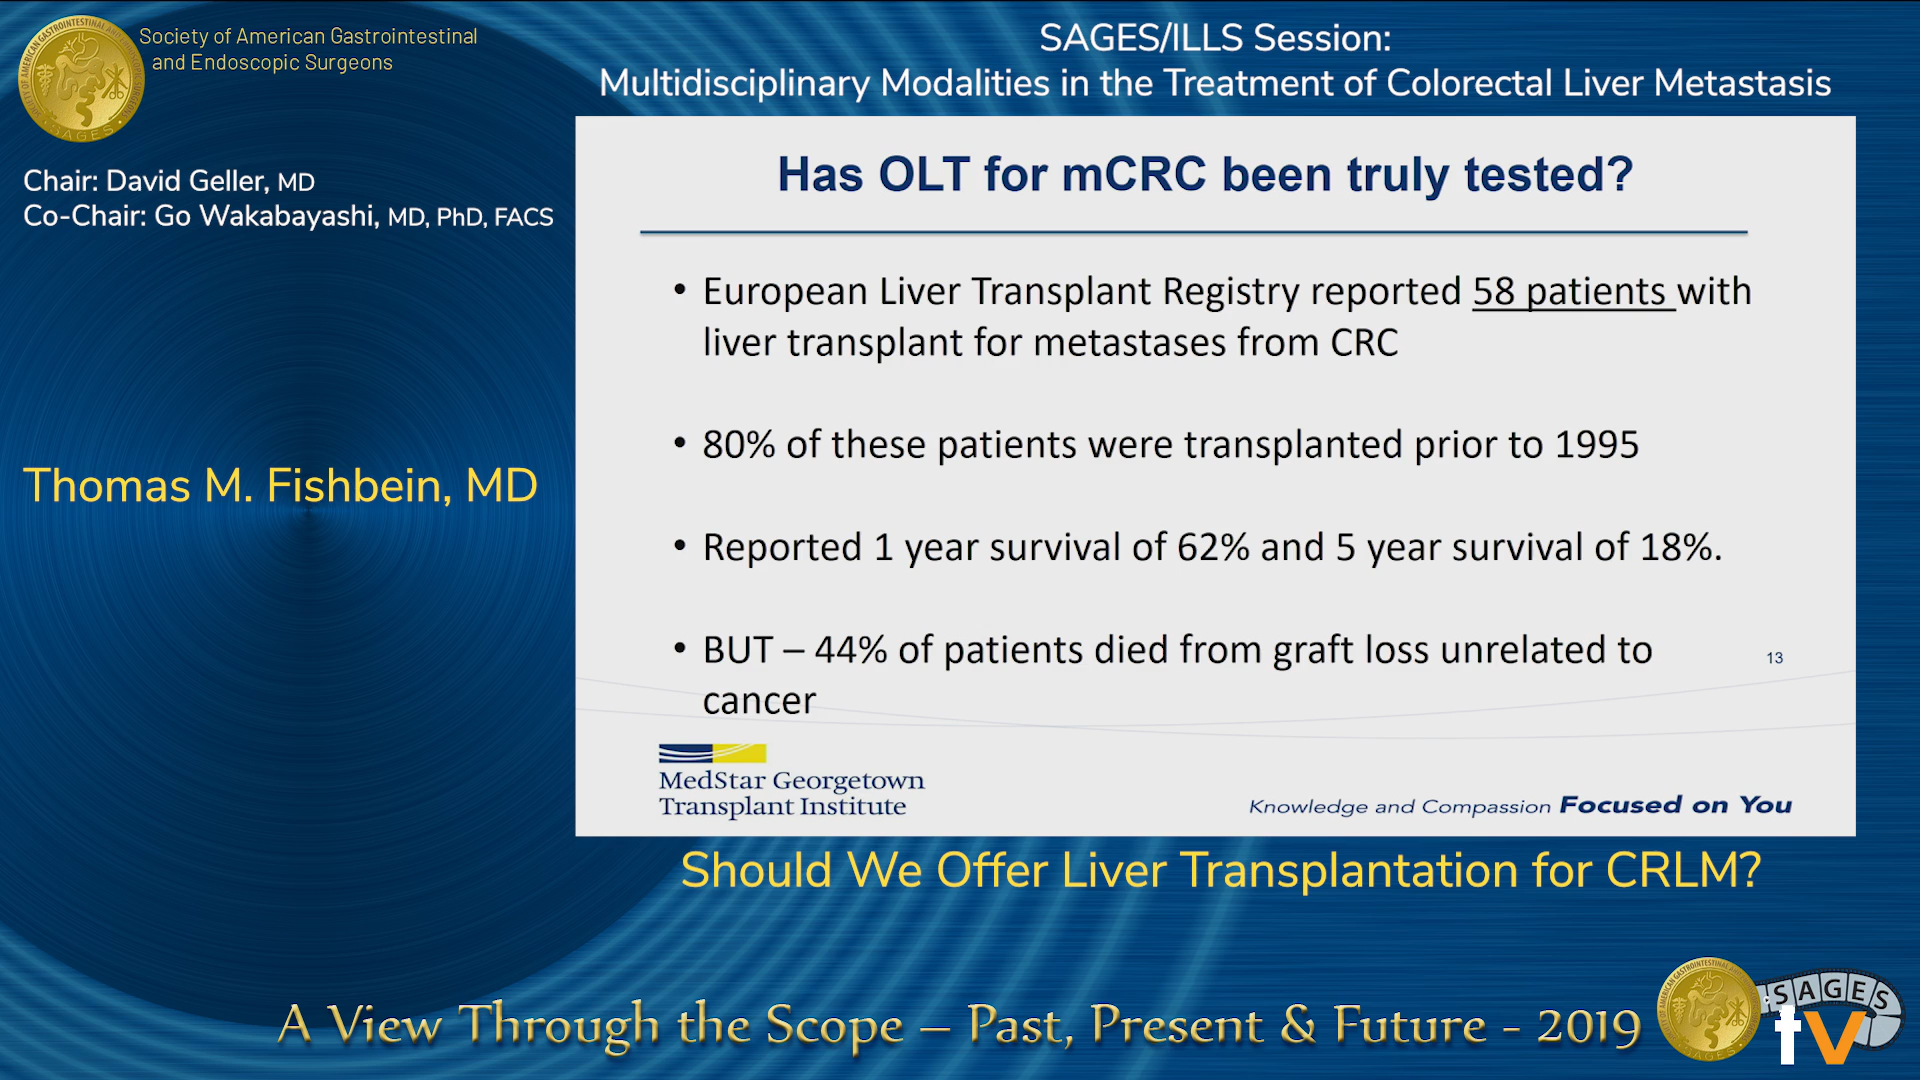 Society of American Gastrointestinal
and Endoscopic Surgeons
SAGES/ILLS Session:
Multidisciplinary Modalities in the Treatment of Colorectal Liver Metastasis
Chair: David Geller, MD
Co-Chair: Go Wakabayashi, MD, PhD, FACS
Thomas M. Fishbein, MD
Has OLT for mCRC been truly tested?
• European Liver Transplant Registry reported 58 patients with
liver transplant for metastases from CRC
• 80% of these patients were transplanted prior to 1995
• Reported 1 year survival of 62% and 5 year survival of 18%.
• BUT – 44% of patients died from graft loss unrelated to
cancer
13
MedStar Georgetown
Transplant Institute
Knowledge and Compassion Focused on You
Should We Offer Liver Transplantation for CRLM?
A View Through the Scope – Past, Present & Future - 2019
SAGES
tv